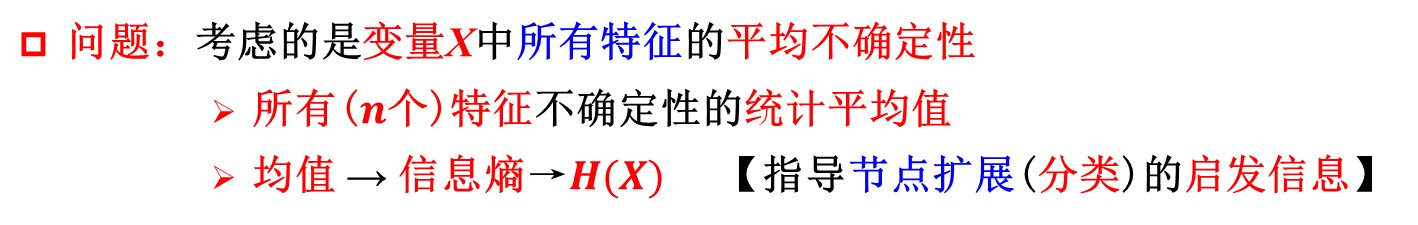 问题：考虑的是变量X中所有特征的平均不确定性
所有(n个)特征不确定性的统计平均值
均值→信息熵→H(X) 【指导节点扩展(分类)的启发信息】